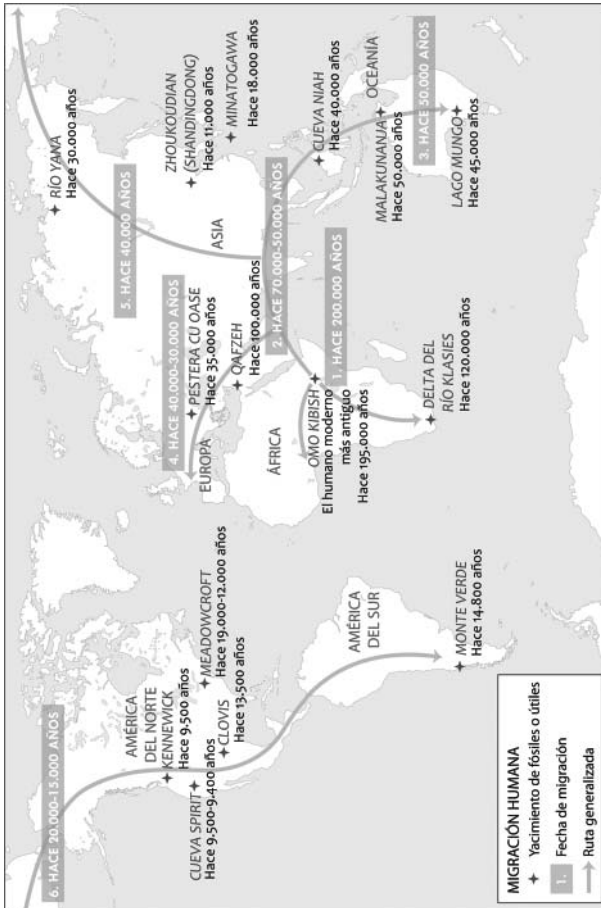 6. HACE 20.000-15.000 AÑOS
AMÉRICA
DEL NORTE
KENNEWICK
Hace 9.500 años
CUEVA SPIRIT
Hace 9.500-9.400 años
MEADOWCROFT
Hace 19.000-12.000 años
CLOVIS
Hace 13.500 años
AMÉRICA
DEL SUR
MONTE VERDE
Hace 14.800 años
4. HACE 40.000-30.000 AÑOS
EUROPA
PESTERA CU OASE
Hace 35.000 años
QAFZEH
Hace 100.000 años
ÁFRICA
OMO KIBISH
El humano moderno
más antiguo
Hace 195.000 años
1. HACE 200.000 AÑOS
DELTA DEL
RÍO KLASIES
Hace 120.000 años
2. HACE 70.000-50.000 AÑOS
5. HACE 40.000 AÑOS
ASIA
RÍO YANA
Hace 30.000 años
ZHOUKOUDIAN
(SHANDINGDONG)
Hace 11.000 años
MINATOGAWA
Hace 18.000 años
CUEVA NIAH
Hace 40.000 años
MALAKUNANJA
Hace 50.000 años
OCEANÍA
3. HACE 50.000 AÑOS
LAGO MUNGO
Hace 45.000 años
MIGRACIÓN HUMANA
Yacimiento de fósiles o útiles
1. Fecha de migración
Ruta generalizada